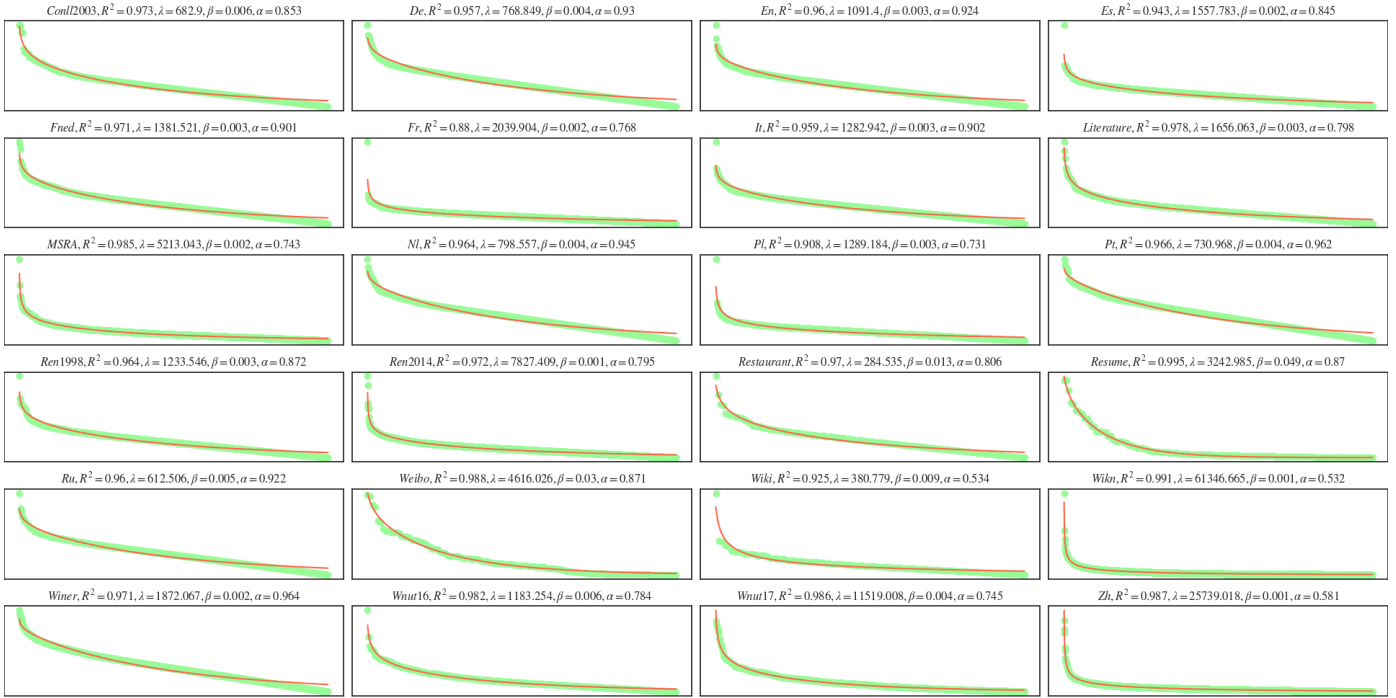 Conll2003, R² = 0.973, λ = 682.9, β = 0.006, α = 0.853
De, R² = 0.957, λ = 768.849, β = 0.004, α = 0.93
En, R² = 0.96, λ = 1091.4, β = 0.003, α = 0.924
Es, R² = 0.943, λ = 1557.783, β = 0.002, α = 0.845
Fned, R² = 0.971, λ = 1381.521, β = 0.003, α = 0.901
Fr, R² = 0.88, λ = 2039.904, β = 0.002, α = 0.768
It, R² = 0.959, λ = 1282.942, β = 0.003, α = 0.902
Literature, R² = 0.978, λ = 1656.063, β = 0.003, α = 0.798
MSRA, R² = 0.985, λ = 5213.043, β = 0.002, α = 0.743
Nl, R² = 0.964, λ = 798.557, β = 0.004, α = 0.945
Pl, R² = 0.908, λ = 1289.184, β = 0.003, α = 0.731
Pt, R² = 0.966, λ = 730.968, β = 0.004, α = 0.962
Ren1998, R² = 0.964, λ = 1233.546, β = 0.003, α = 0.872
Ren2014, R² = 0.972, λ = 7827.409, β = 0.001, α = 0.795
Restaurant, R² = 0.97, λ = 284.535, β = 0.013, α = 0.806
Resume, R² = 0.995, λ = 3242.985, β = 0.049, α = 0.87
Ru, R² = 0.96, λ = 612.506, β = 0.005, α = 0.922
Weibo, R² = 0.988, λ = 4616.026, β = 0.03, α = 0.871
Wiki, R² = 0.925, λ = 380.779, β = 0.009, α = 0.534
Wikn, R² = 0.991, λ = 61346.665, β = 0.001, α = 0.532
Winer, R² = 0.971, λ = 1872.067, β = 0.002, α = 0.964
Wnut16, R² = 0.982, λ = 1183.254, β = 0.006, α = 0.784
Wnut17, R² = 0.986, λ = 11519.008, β = 0.004, α = 0.745
Zh, R² = 0.987, λ = 25739.018, β = 0.001, α = 0.581